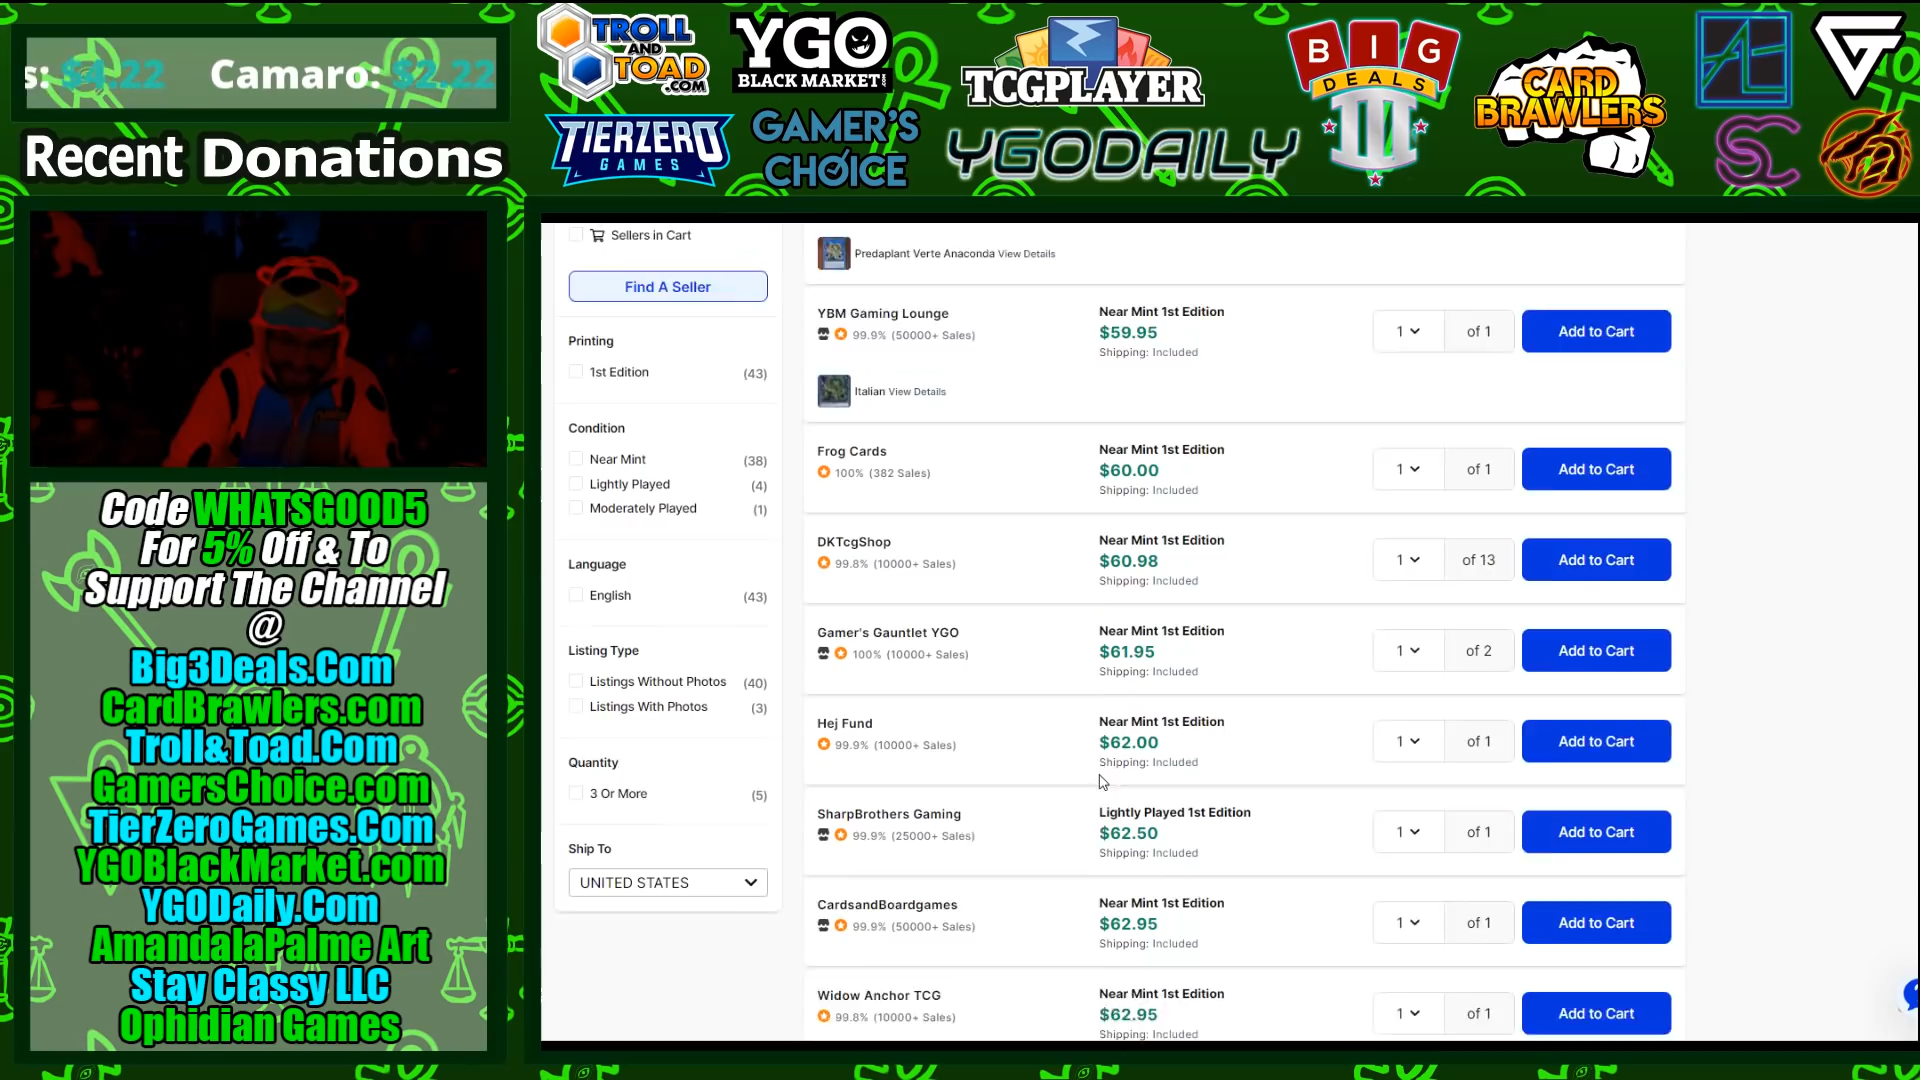 s: $4.22 Camaro: $2.22
Recent Donations
TROLL
AND
TOAD
.COM
YGO
BLACK MARKET
.COM
TCGPLAYER
BIG
DEALS
III
CARD
BRAWLERS
TIERZERO
GAMES
GAMER'S
CHOICE
YGODAILY
Code WHATSGOOD5
For 5% Off & To
Support The Channel
@
Big3Deals.Com
CardBrawlers.com
Troll&Toad.Com
GamersChoice.com
TierZeroGames.Com
YGOBlackMarket.com
YGODaily.Com
AmandalaPalme Art
Stay Classy LLC
Ophidian Games
Sellers in Cart
Find A Seller
Printing
1st Edition (43)
Condition
Near Mint (38)
Lightly Played (4)
Moderately Played (1)
Language
English (43)
Listing Type
Listings Without Photos (40)
Listings With Photos (3)
Quantity
3 Or More (5)
Ship To
UNITED STATES
Predaplant Verte Anaconda View Details
YBM Gaming Lounge
99.9% (50000+ Sales)
Near Mint 1st Edition
$59.95
Shipping: Included
1 of 1 Add to Cart
Italian View Details
Frog Cards
100% (382 Sales)
Near Mint 1st Edition
$60.00
Shipping: Included
1 of 1 Add to Cart
DKTcgShop
99.8% (10000+ Sales)
Near Mint 1st Edition
$60.98
Shipping: Included
1 of 13 Add to Cart
Gamer's Gauntlet YGO
100% (10000+ Sales)
Near Mint 1st Edition
$61.95
Shipping: Included
1 of 2 Add to Cart
Hej Fund
99.9% (10000+ Sales)
Near Mint 1st Edition
$62.00
Shipping: Included
1 of 1 Add to Cart
SharpBrothers Gaming
99.9% (25000+ Sales)
Lightly Played 1st Edition
$62.50
Shipping: Included
1 of 1 Add to Cart
CardsandBoardgames
99.9% (50000+ Sales)
Near Mint 1st Edition
$62.95
Shipping: Included
1 of 1 Add to Cart
Widow Anchor TCG
99.8% (10000+ Sales)
Near Mint 1st Edition
$62.95
Shipping: Included
1 of 1 Add to Cart